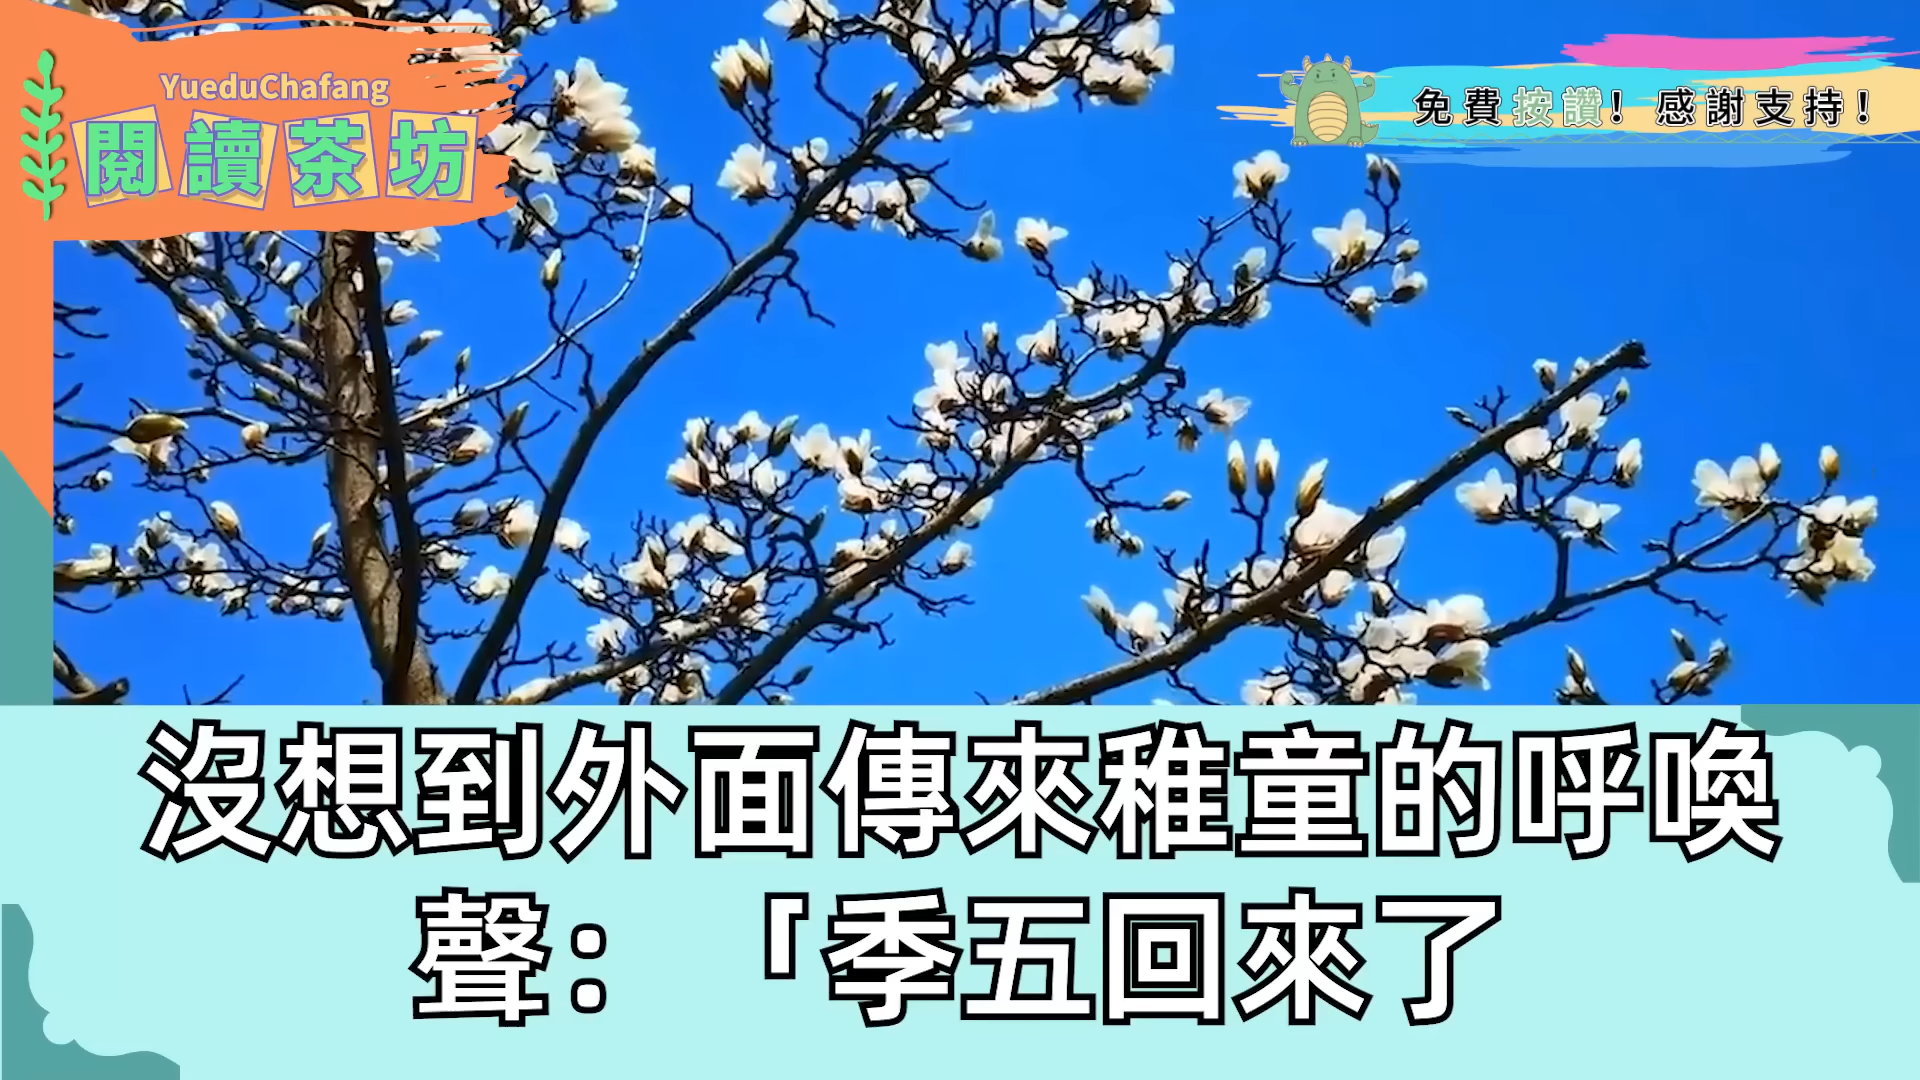 YueduChafang
閱讀茶坊
免費按讚！感謝支持！
沒想到外面傳來稚童的呼喚
聲：「季五回來了